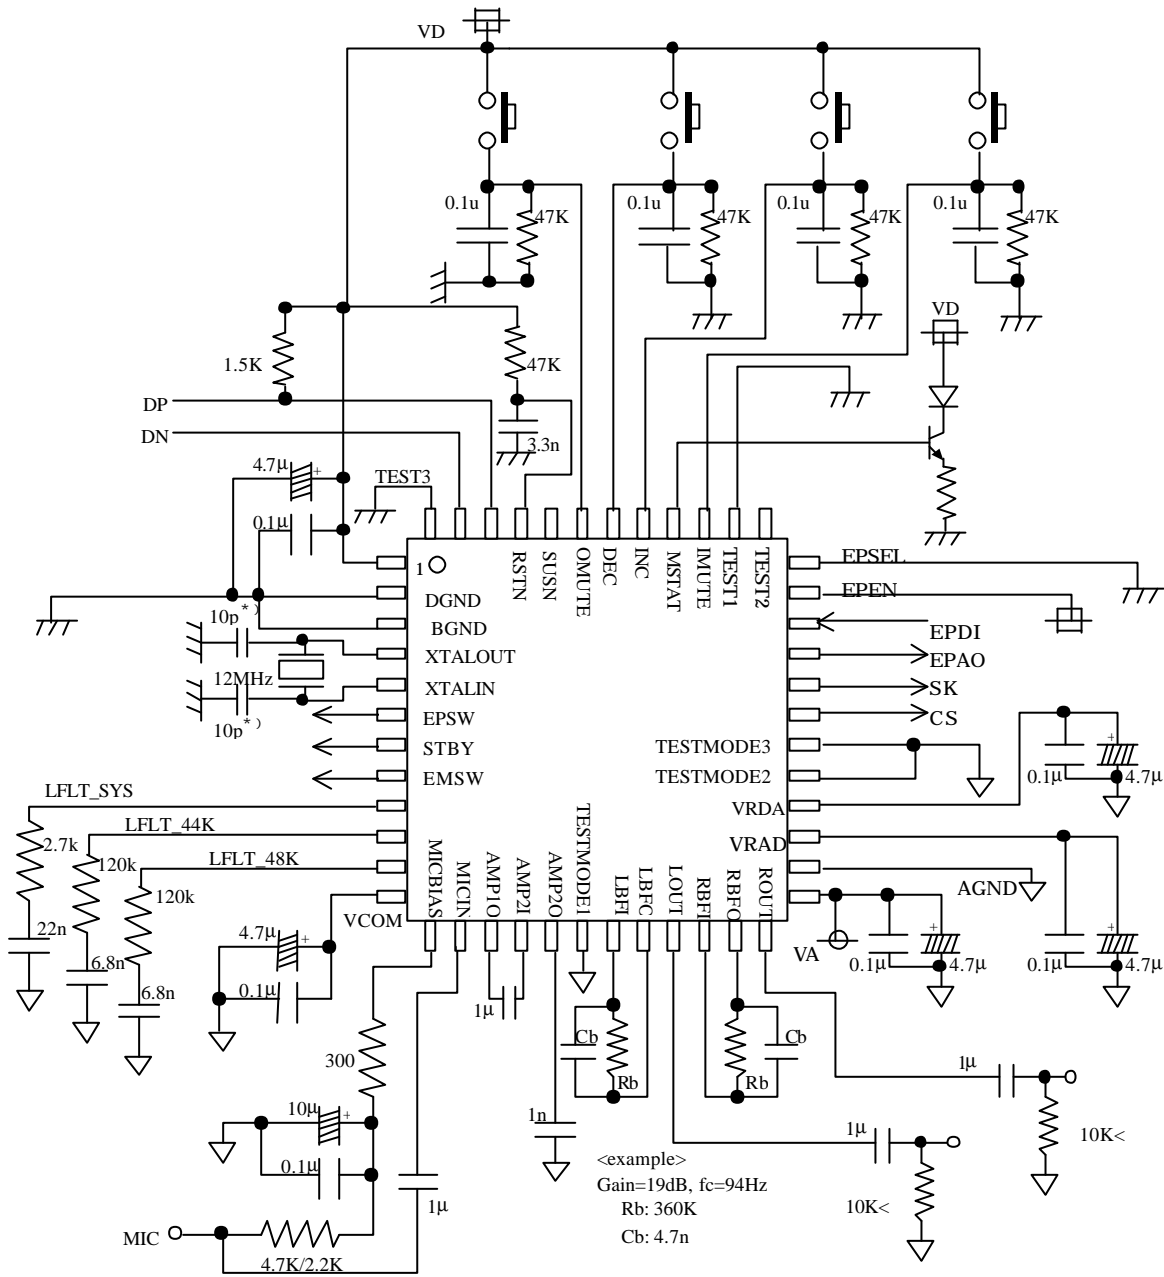 VD
0.1u 47K 0.1u 47K 0.1u 47K 0.1u 47K
VD
1.5K 47K
DP
DN 3.3n
4.7µ + TEST3
0.1µ
1 RSTN SUSN OMUTE DEC INC MSTAT IMUTE TEST1 TEST2 EPSEL
DGND EPEN
10p*)
BGND EPDI
XTALOUT EPAO
12MHz XTALIN SK
10p*) EPSW CS
STBY TESTMODE3 +
EMSW TESTMODE2 0.1µ 4.7µ
LFLT_SYS VRDA
LFLT_44K 2.7k VRAD
LFLT_48K 120k
120k AGND
MICBIAS MICIN AMP1O AMP2I AMP2O TESTMODE1 LBFI LBFC LOUT RBFI RBFO ROUT
VCOM
22n 4.7µ + + +
VA 0.1µ 4.7µ 0.1µ 4.7µ
6.8n 0.1µ
6.8n 1µ
Cb Cb
300 Rb Rb 1µ
10µ + 1n 1µ 10K<
0.1µ <example>
Gain=19dB, fc=94Hz
1µ Rb: 360K 10K<
MIC Cb: 4.7n
4.7K/2.2K